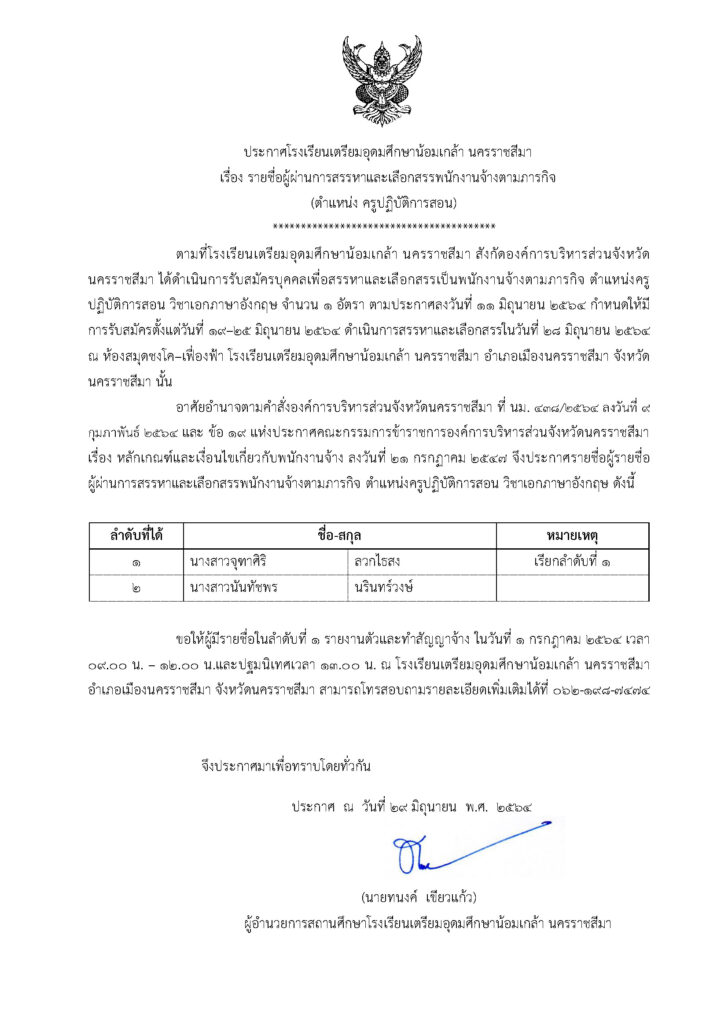 ประกาศโรงเรียนเตรียมอุดมศึกษาน้อมเกล้า นครราชสีมา
เรื่อง รายชื่อผู้ผ่านการสรรหาและเลือกสรรพนักงานจ้างตามภารกิจ
(ตำแหน่ง ครูปฏิบัติการสอน)
****************************************
ตามที่โรงเรียนเตรียมอุดมศึกษาน้อมเกล้า นครราชสีมา สังกัดองค์การบริหารส่วนจังหวัด
นครราชสีมา ได้ดำเนินการรับสมัครบุคคลเพื่อสรรหาและเลือกสรรเป็นพนักงานจ้างตามภารกิจ ตำแหน่งครู
ปฏิบัติการสอน วิชาเอกภาษาอังกฤษ จำนวน ๑ อัตรา ตามประกาศลงวันที่ ๑๑ มิถุนายน ๒๕๖๔ กำหนดให้มี
การรับสมัครตั้งแต่วันที่ ๑๙–๒๕ มิถุนายน ๒๕๖๔ ดำเนินการสรรหาและเลือกสรรในวันที่ ๒๘ มิถุนายน ๒๕๖๔
ณ ห้องสมุดชงโค–เฟื่องฟ้า โรงเรียนเตรียมอุดมศึกษาน้อมเกล้า นครราชสีมา อำเภอเมืองนครราชสีมา จังหวัด
นครราชสีมา นั้น
อาศัยอำนาจตามคำสั่งองค์การบริหารส่วนจังหวัดนครราชสีมา ที่ นม. ๔๓๘/๒๕๖๔ ลงวันที่ ๙
กุมภาพันธ์ ๒๕๖๔ และ ข้อ ๑๙ แห่งประกาศคณะกรรมการข้าราชการองค์การบริหารส่วนจังหวัดนครราชสีมา
เรื่อง หลักเกณฑ์และเงื่อนไขเกี่ยวกับพนักงานจ้าง ลงวันที่ ๒๑ กรกฏาคม ๒๕๔๗ จึงประกาศรายชื่อผู้รายชื่อ
ผู้ผ่านการสรรหาและเลือกสรรพนักงานจ้างตามภารกิจ ตำแหน่งครูปฏิบัติการสอน วิชาเอกภาษาอังกฤษ ดังนี้
ลำดับที่ได้ ชื่อ-สกุล หมายเหตุ
๑ นางสาวจุฑาศิริ ลวกไธสง เรียกลำดับที่ ๑
๒ นางสาวนันทัชพร นรินทร์วงษ์
ขอให้ผู้มีรายชื่อในลำดับที่ ๑ รายงานตัวและทำสัญญาจ้าง ในวันที่ ๑ กรกฎาคม ๒๕๖๔ เวลา
๐๙.๐๐ น. – ๑๒.๐๐ น.และปฐมนิเทศเวลา ๑๓.๐๐ น. ณ โรงเรียนเตรียมอุดมศึกษาน้อมเกล้า นครราชสีมา
อำเภอเมืองนครราชสีมา จังหวัดนครราชสีมา สามารถโทรสอบถามรายละเอียดเพิ่มเติมได้ที่ ๐๖๒-๑๙๘-๗๔๗๔
จึงประกาศมาเพื่อทราบโดยทั่วกัน
ประกาศ ณ วันที่ ๒๙ มิถุนายน พ.ศ. ๒๕๖๔
(นายทนงค์ เขียวแก้ว)
ผู้อำนวยการสถานศึกษาโรงเรียนเตรียมอุดมศึกษาน้อมเกล้า นครราชสีมา